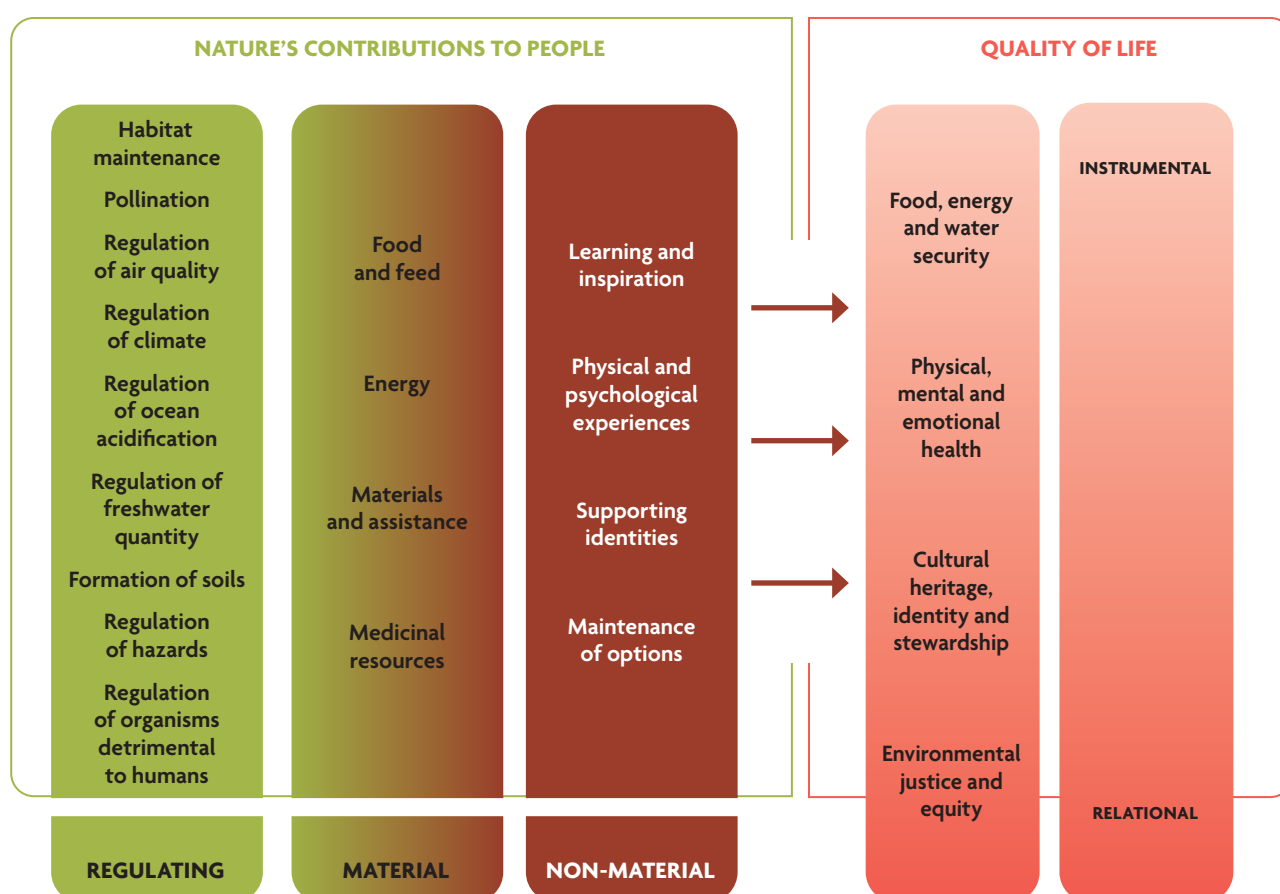 NATURE'S CONTRIBUTIONS TO PEOPLE
Habitat
maintenance
Pollination
Regulation
of air quality
Regulation
of climate
Regulation
of ocean
acidification
Regulation of
freshwater
quantity
Formation of soils
Regulation
of hazards
Regulation
of organisms
detrimental
to humans
REGULATING
Food
and feed
Energy
Materials
and assistance
Medicinal
resources
MATERIAL
Learning and
inspiration
Physical and
psychological
experiences
Supporting
identities
Maintenance
of options
NON-MATERIAL
QUALITY OF LIFE
Food, energy
and water
security
Physical,
mental and
emotional
health
Cultural
heritage,
identity and
stewardship
Environmental
justice and
equity
INSTRUMENTAL
RELATIONAL